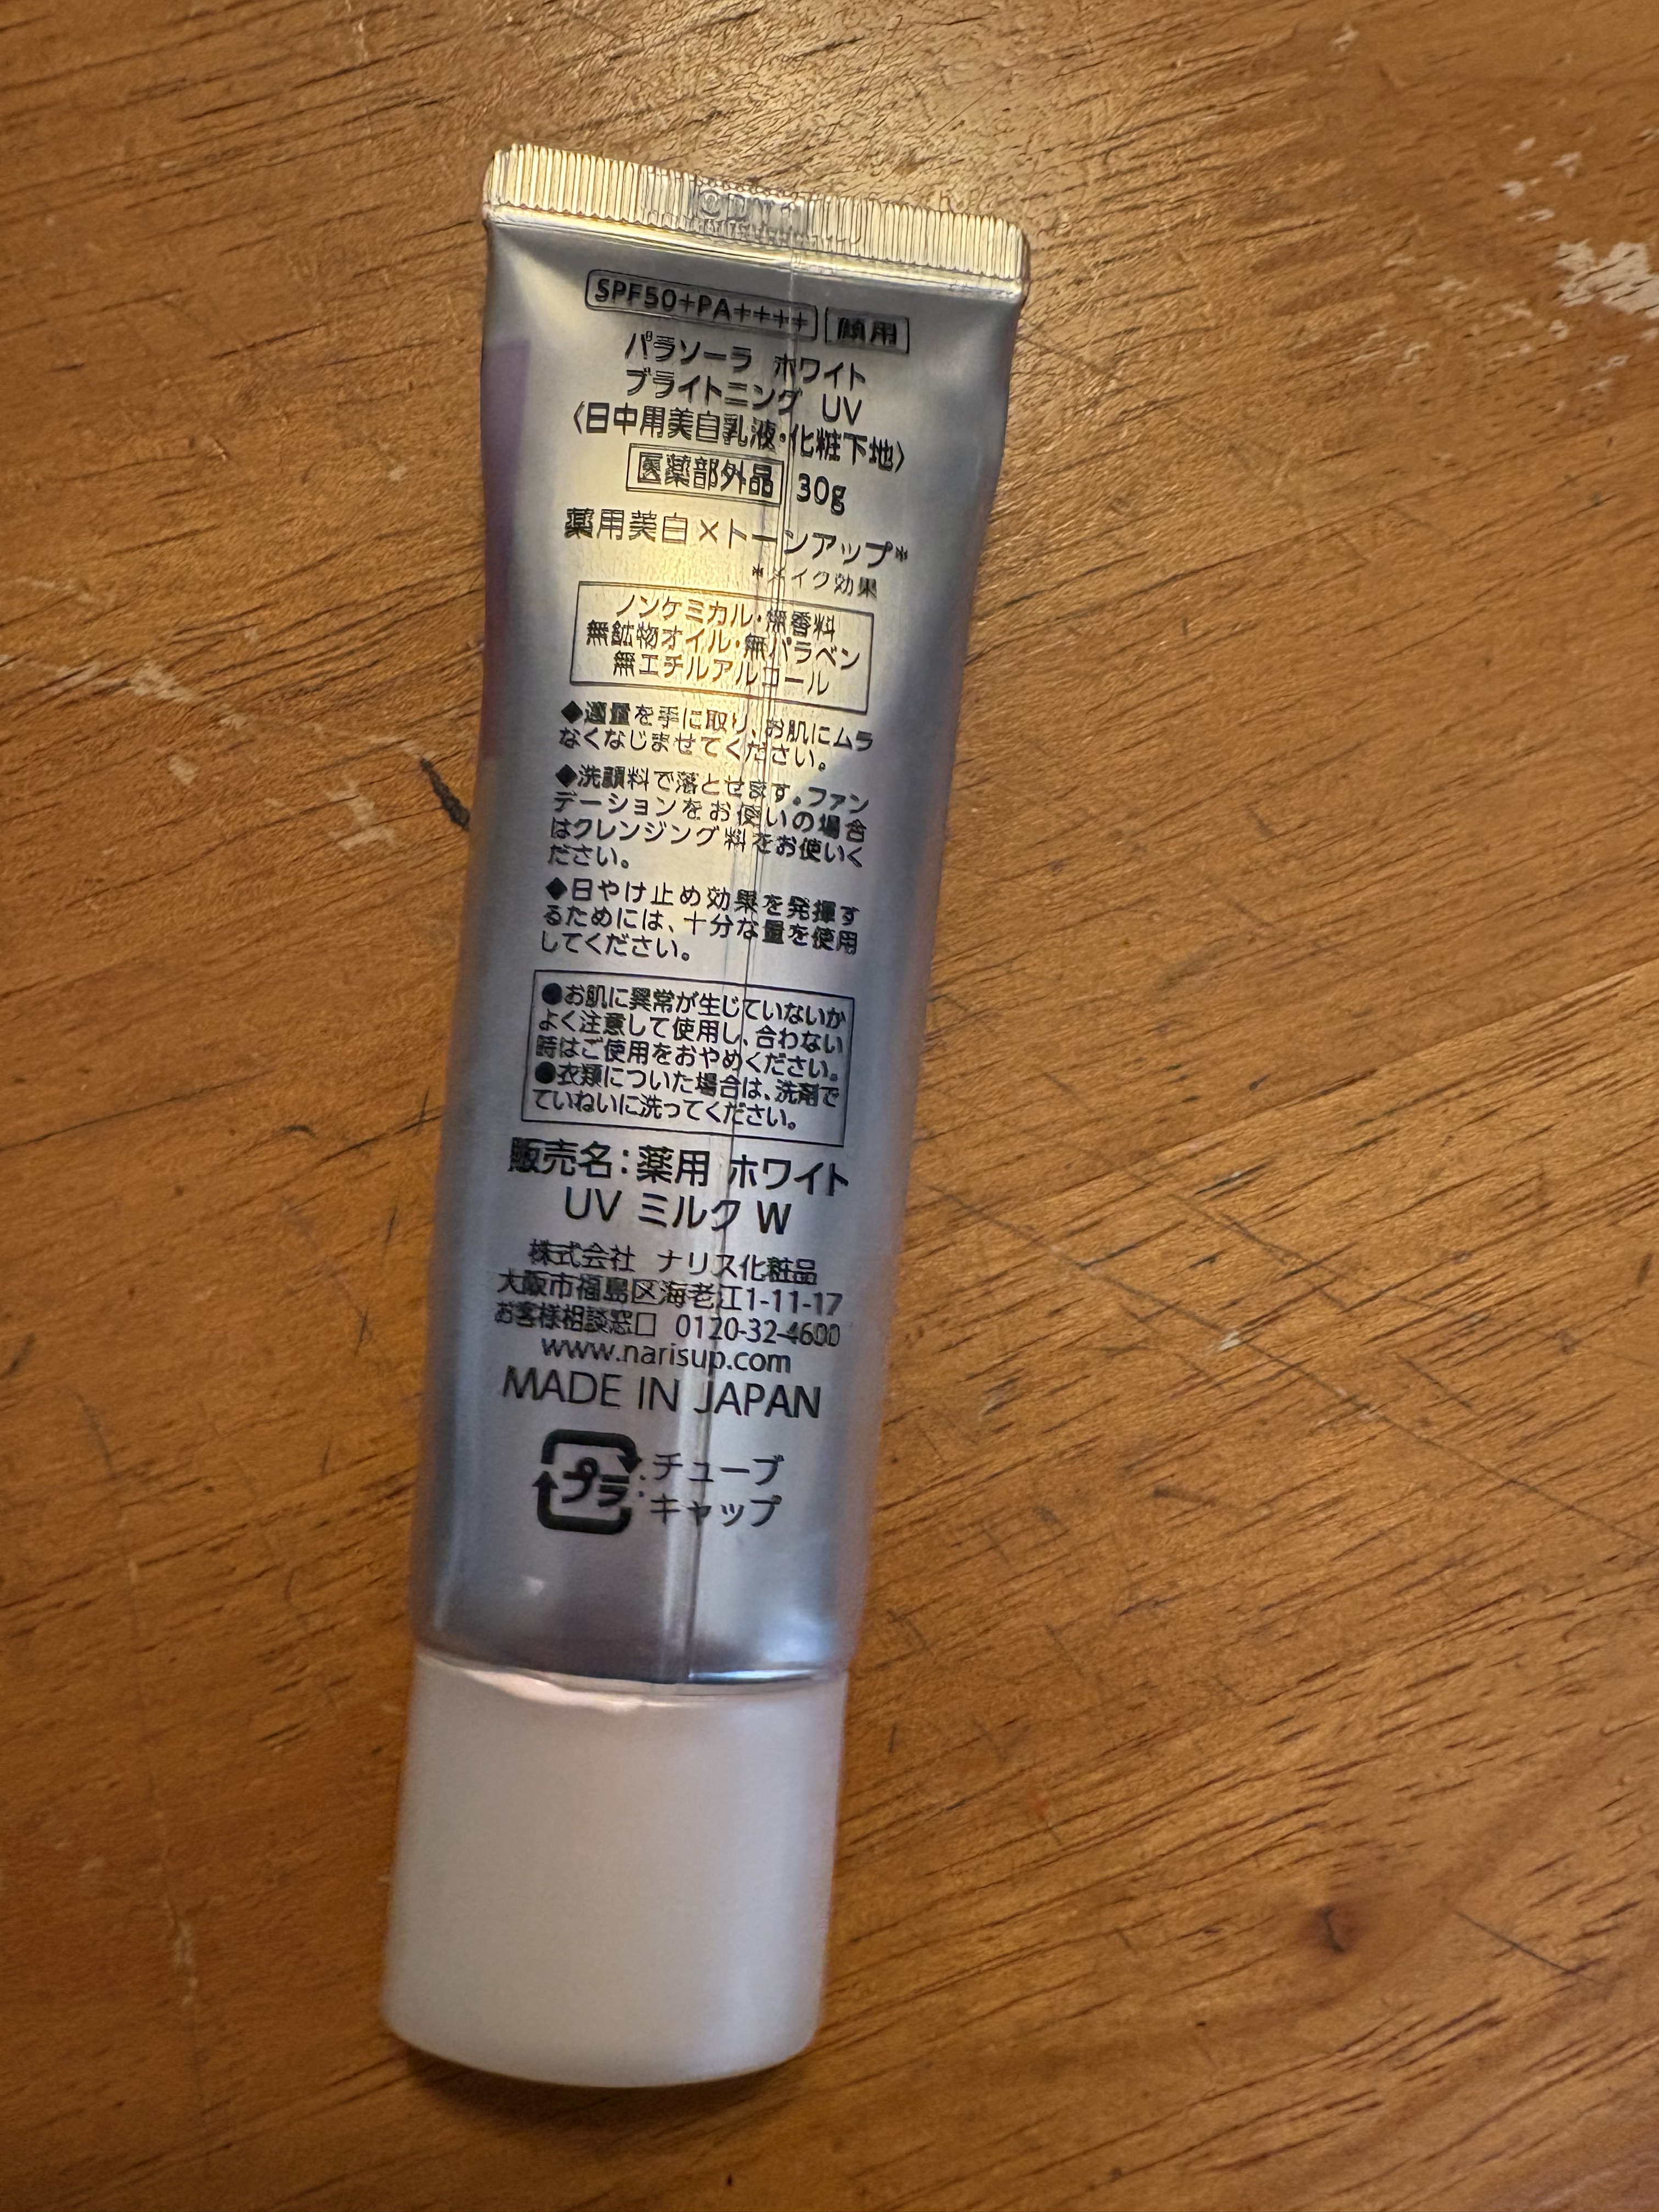 SPF50+PA++++ 顔用
パラソーラ ホワイト
ブライトニング UV
〈日中用美白乳液・化粧下地〉
医薬部外品 30g
薬用美白×トーンアップ*
*メイク効果
ノンケミカル・無香料
無鉱物オイル・無パラベン
無エチルアルコール
◆適量を手に取り、お肌にムラ
なくなじませてください。
◆洗顔料で落とせます。ファン
デーションをお使いの場合
はクレンジング料をお使いく
ださい。
◆日やけ止め効果を発揮す
るためには、十分な量を使用
してください。
●お肌に異常が生じていないか
よく注意して使用し、合わない
時はご使用をおやめください。
●衣類についた場合は、洗剤で
ていねいに洗ってください。
販売名：薬用 ホワイト
UV ミルク W
株式会社 ナリス化粧品
大阪市福島区海老江1-11-17
お客様相談窓口 0120-32-4600
www.narisup.com
MADE IN JAPAN
プラ：チューブ
：キャップ